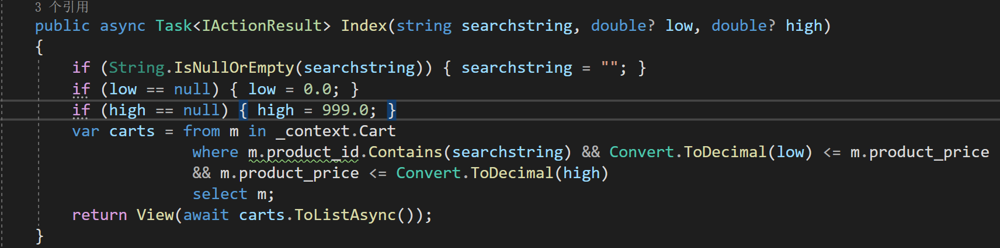 3 个引用
public async Task<IActionResult> Index(string searchstring, double? low, double? high)
{
if (String.IsNullOrEmpty(searchstring)) { searchstring = ""; }
if (low == null) { low = 0.0; }
if (high == null) { high = 999.0; }
var carts = from m in _context.Cart
where m.product_id.Contains(searchstring) && Convert.ToDecimal(low) <= m.product_price
&& m.product_price <= Convert.ToDecimal(high)
select m;
return View(await carts.ToListAsync());
}